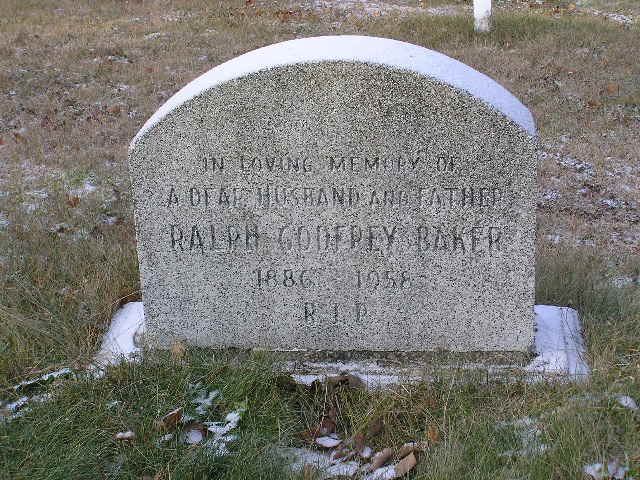 IN LOVING MEMORY OF
A DEAR HUSBAND AND FATHER
RALPH GODFREY BAKER
1886 1958
R I P